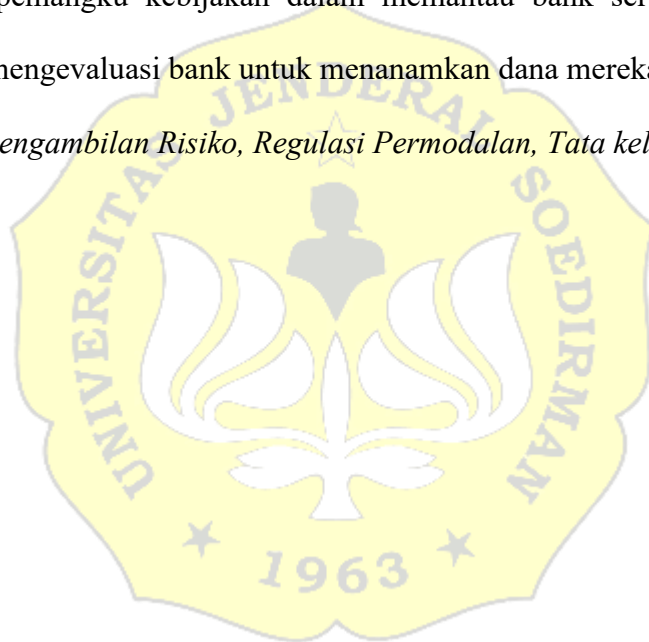 pemangku kebijakan dalam memantau bank ser
mengevaluasi bank untuk menanamkan dana mereka
engambilan Risiko, Regulasi Permodalan, Tata kel
UNIVERSITAS JENDERAL SOEDIRMAN
1963